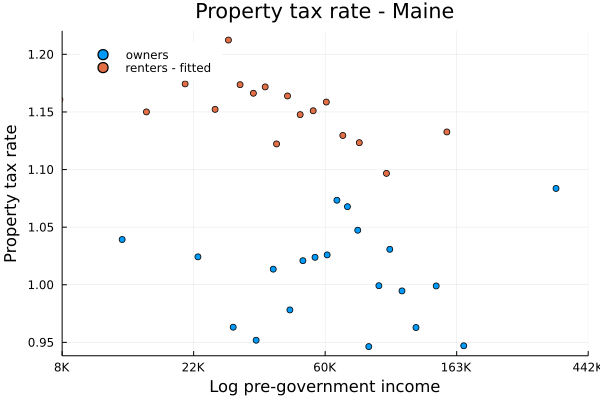 Property tax rate - Maine
owners
renters - fitted
Property tax rate
1.20
1.15
1.10
1.05
1.00
0.95
8K 22K 60K 163K 442K
Log pre-government income